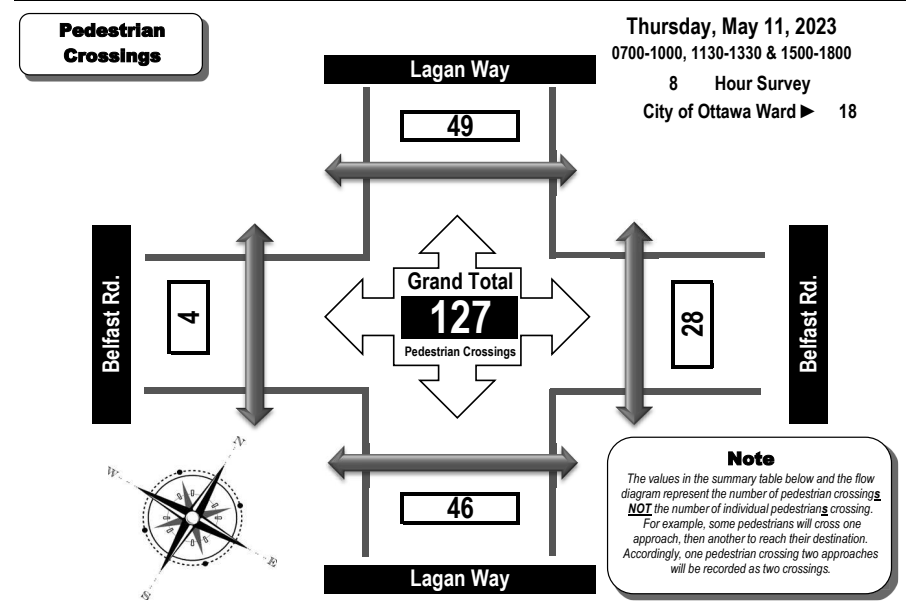 Pedestrian
Crossings
Thursday, May 11, 2023
0700-1000, 1130-1330 & 1500-1800
8 Hour Survey
City of Ottawa Ward ► 18
Lagan Way
49
Belfast Rd.
4
Grand Total
127
Pedestrian Crossings
28
Belfast Rd.
N
W
E
S
46
Lagan Way
Note
The values in the summary table below and the flow
diagram represent the number of pedestrian crossings
NOT the number of individual pedestrians crossing.
For example, some pedestrians will cross one
approach, then another to reach their destination.
Accordingly, one pedestrian crossing two approaches
will be recorded as two crossings.